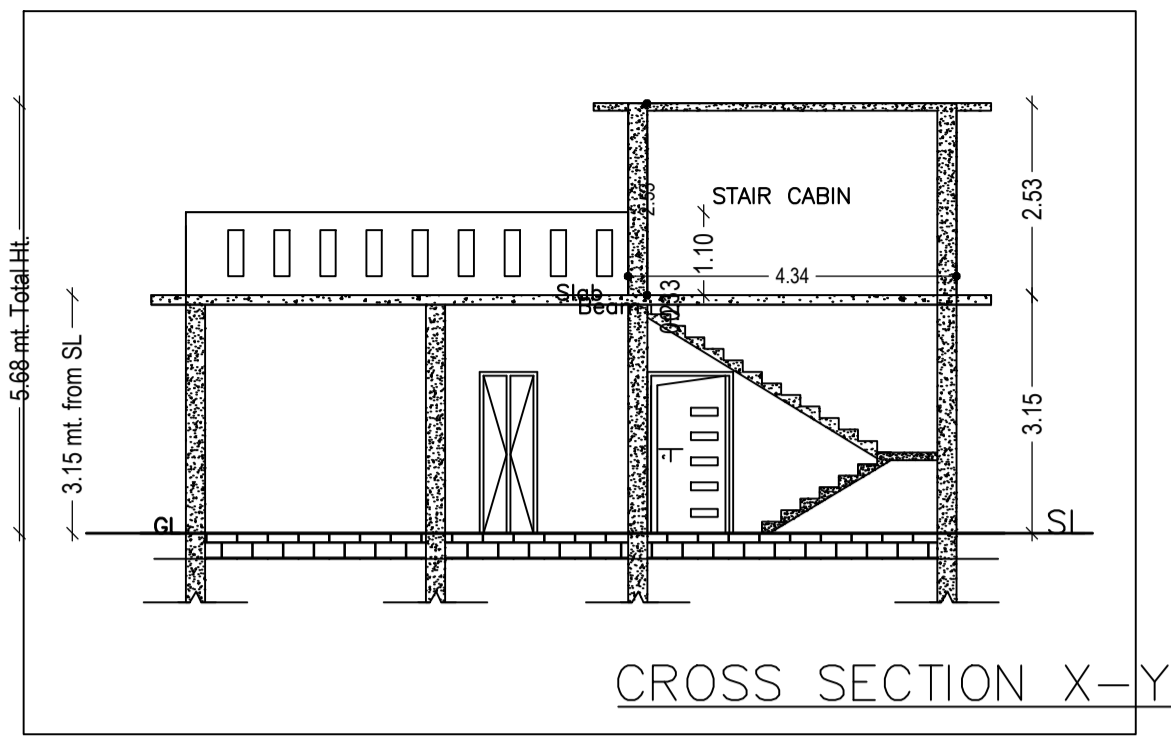 STAIR CABIN
2.53
2.53
1.10
4.34
5.68 mt. Total Ht.
3.15 mt. from SL
Slab
Beam
3.15
GL
SL
CROSS SECTION X-Y